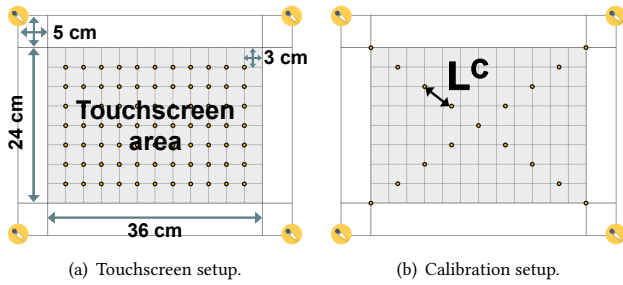 5 cm
3 cm
24 cm
Touchscreen
area
36 cm
L^C
(a) Touchscreen setup.
(b) Calibration setup.